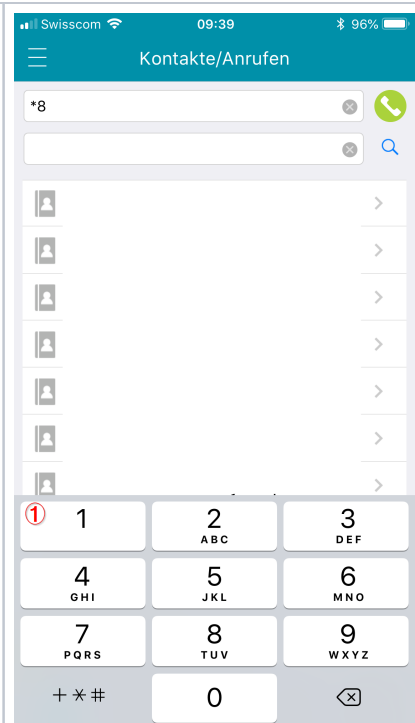 Swisscom 09:39 96%
Kontakte/Anrufen
*8
① 1 2 3
ABC DEF
4 5 6
GHI JKL MNO
7 8 9
PQRS TUV WXYZ
+*# 0